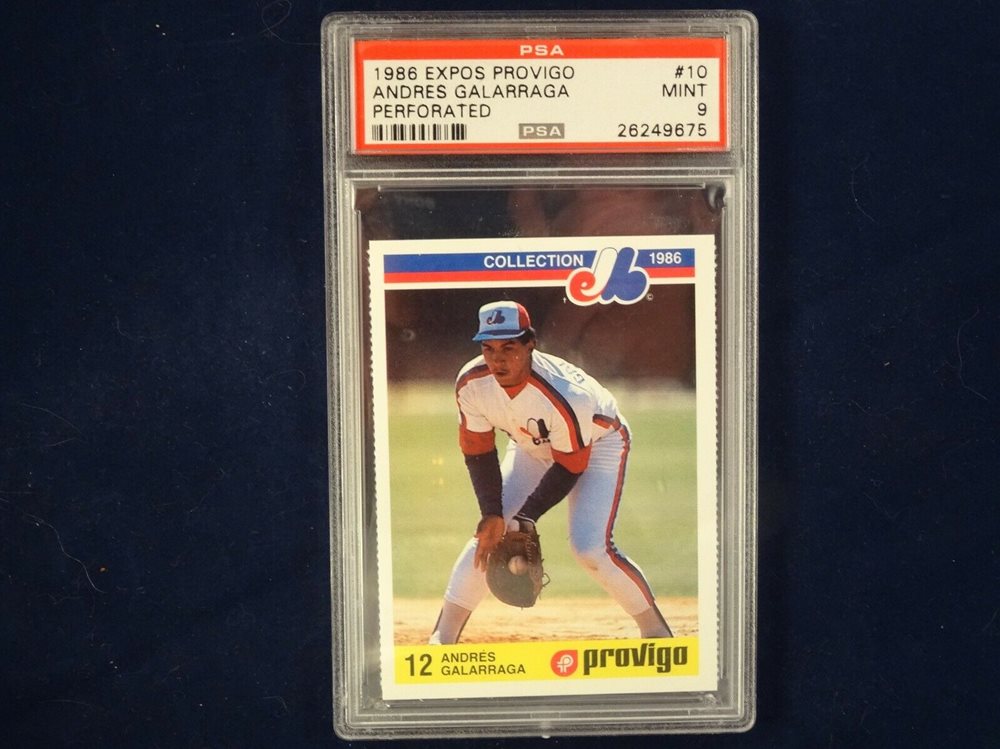 PSA
1986 EXPOS PROVIGO #10
ANDRES GALARRAGA MINT
PERFORATED 9
PSA 26249675
COLLECTION 1986
12 ANDRÉS
GALARRAGA
provigo